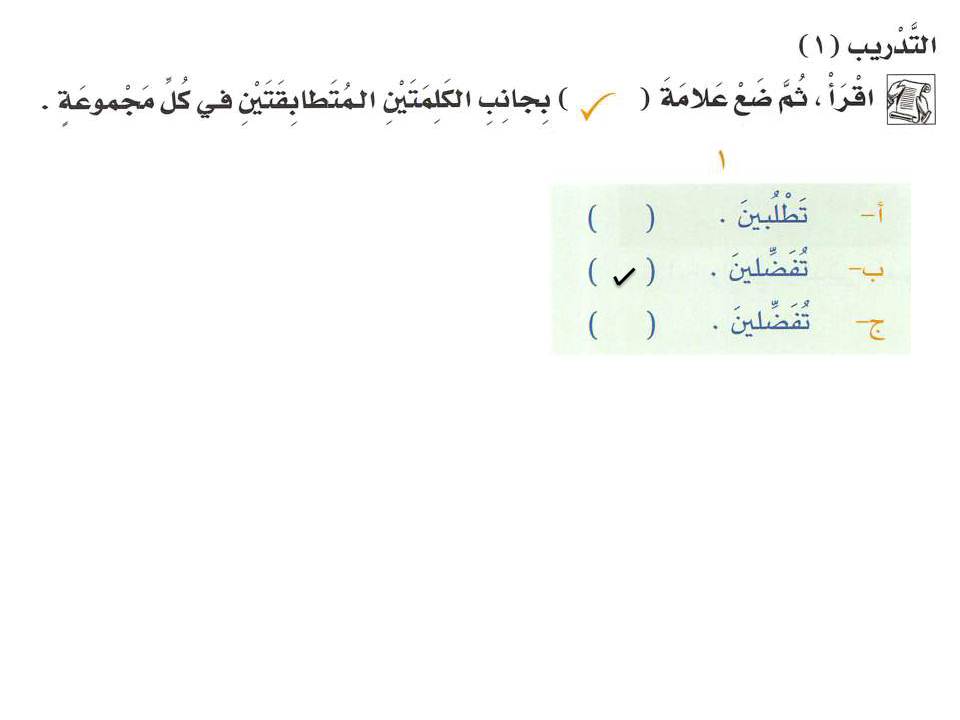 التَّدْريب (١)
اقْرَأْ ، ثُمَّ ضَعْ عَلامَةَ ( ✓ ) بِجانِبِ الكَلِمَتَيْنِ المُتَطابِقَتَيْنِ في كُلِّ مَجْموعَةٍ .
١
أ- تَطْلُبينَ . ( )
ب- تُفَضِّلينَ . ( ✓ )
ج- تُفَضِّلينَ . ( )